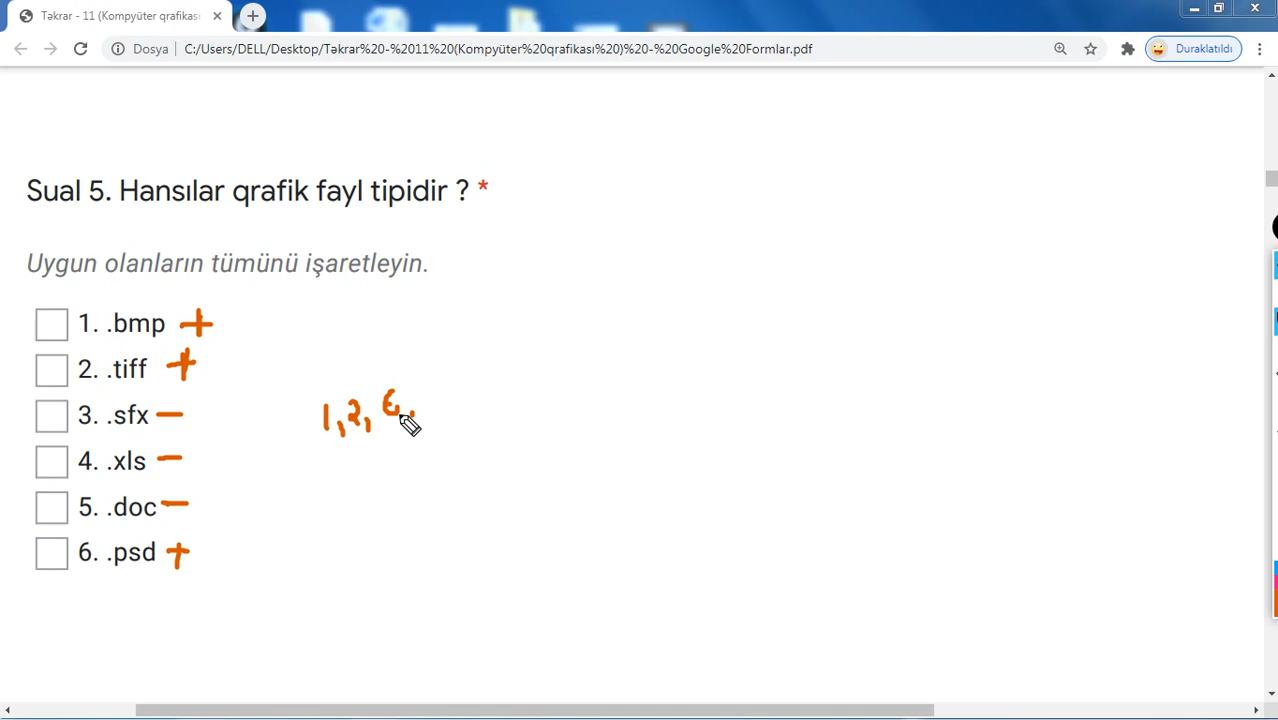 Təkrar - 11 (Kompyüter qrafikası
Dosya C:/Users/DELL/Desktop/Təkrar%20-%2011%20(Kompyüter%20qrafikası%20)%20-%20Google%20Formlar.pdf Duraklatıldı
Sual 5. Hansılar qrafik fayl tipidir ? *
Uygun olanların tümünü işaretleyin.
1. .bmp +
2. .tiff +
3. .sfx -
1,2, 6.
4. .xls -
5. .doc -
6. .psd +